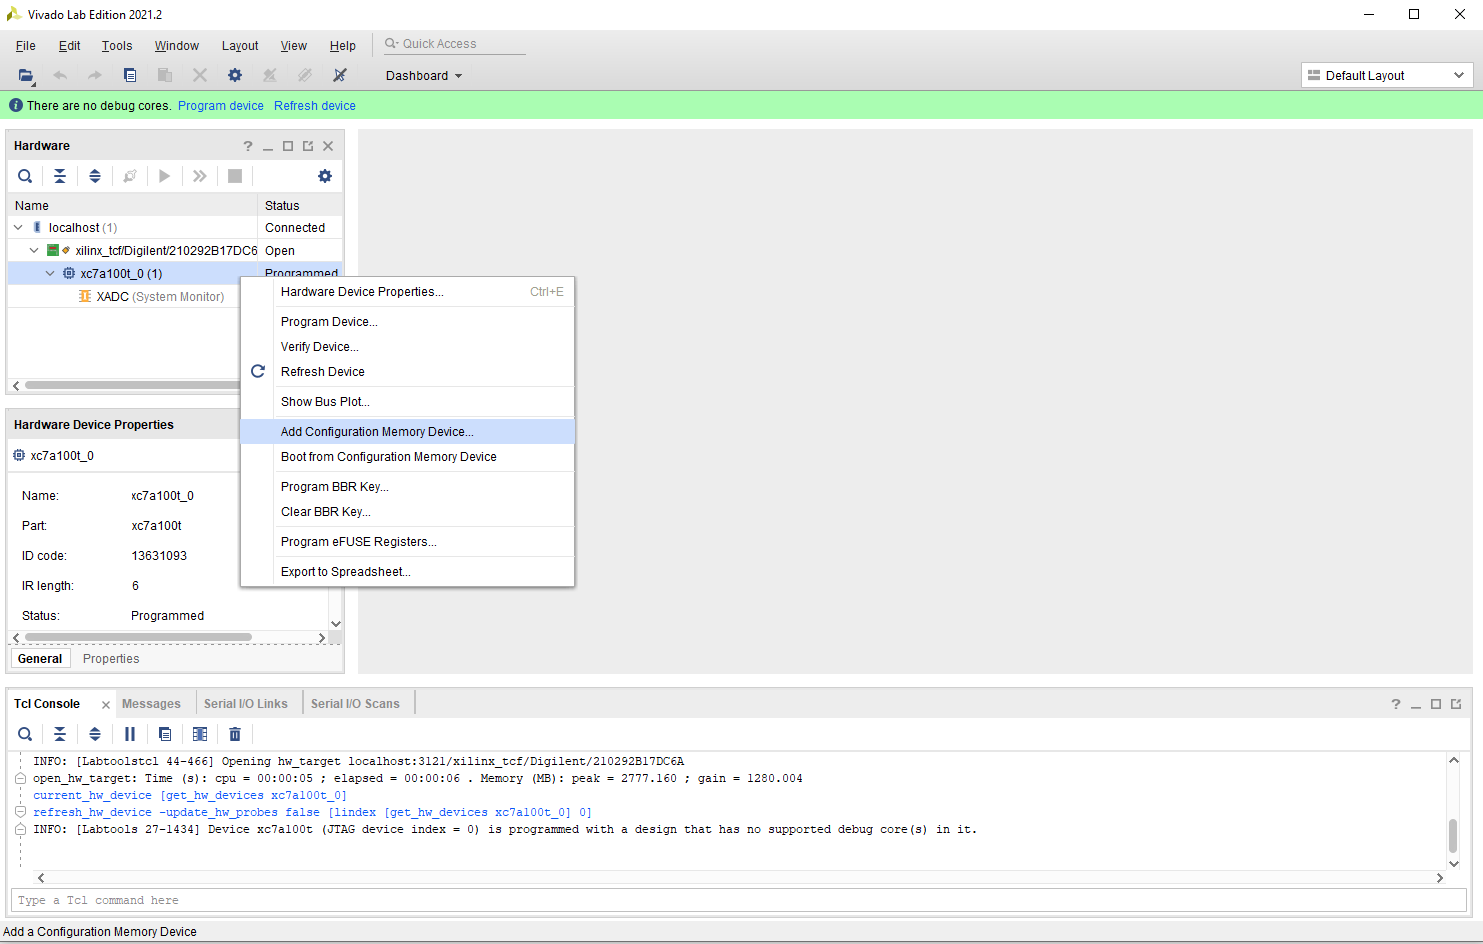 Vivado Lab Edition 2021.2
File Edit Tools Window Layout View Help Quick Access
Dashboard Default Layout
There are no debug cores. Program device Refresh device
Hardware
Name Status
localhost (1) Connected
xilinx_tcf/Digilent/210292B17DC6 Open
xc7a100t_0 (1) Programmed
XADC (System Monitor)
Hardware Device Properties... Ctrl+E
Program Device...
Verify Device...
Refresh Device
Show Bus Plot...
Add Configuration Memory Device...
Boot from Configuration Memory Device
Program BBR Key...
Clear BBR Key...
Program eFUSE Registers...
Export to Spreadsheet...
Hardware Device Properties
xc7a100t_0
Name: xc7a100t_0
Part: xc7a100t
ID code: 13631093
IR length: 6
Status: Programmed
General Properties
Tcl Console Messages Serial I/O Links Serial I/O Scans
INFO: [Labtoolstcl 44-466] Opening hw_target localhost:3121/xilinx_tcf/Digilent/210292B17DC6A
open_hw_target: Time (s): cpu = 00:00:05 ; elapsed = 00:00:06 . Memory (MB): peak = 2777.160 ; gain = 1280.004
current_hw_device [get_hw_devices xc7a100t_0]
refresh_hw_device -update_hw_probes false [lindex [get_hw_devices xc7a100t_0] 0]
INFO: [Labtools 27-1434] Device xc7a100t (JTAG device index = 0) is programmed with a design that has no supported debug core(s) in it.
Type a Tcl command here
Add a Configuration Memory Device